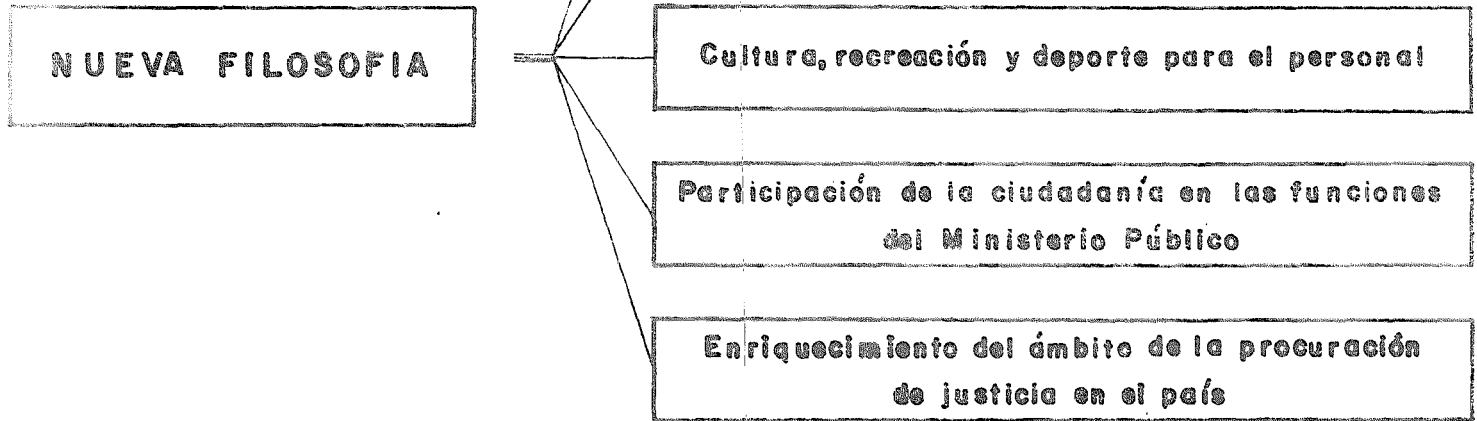 NUEVA FILOSOFIA
Cultura, recreación y deporte para el personal
Participación de la ciudadanía en las funciones
del Ministerio Público
Enriquecimiento del ámbito de la procuración
de justicia en el país